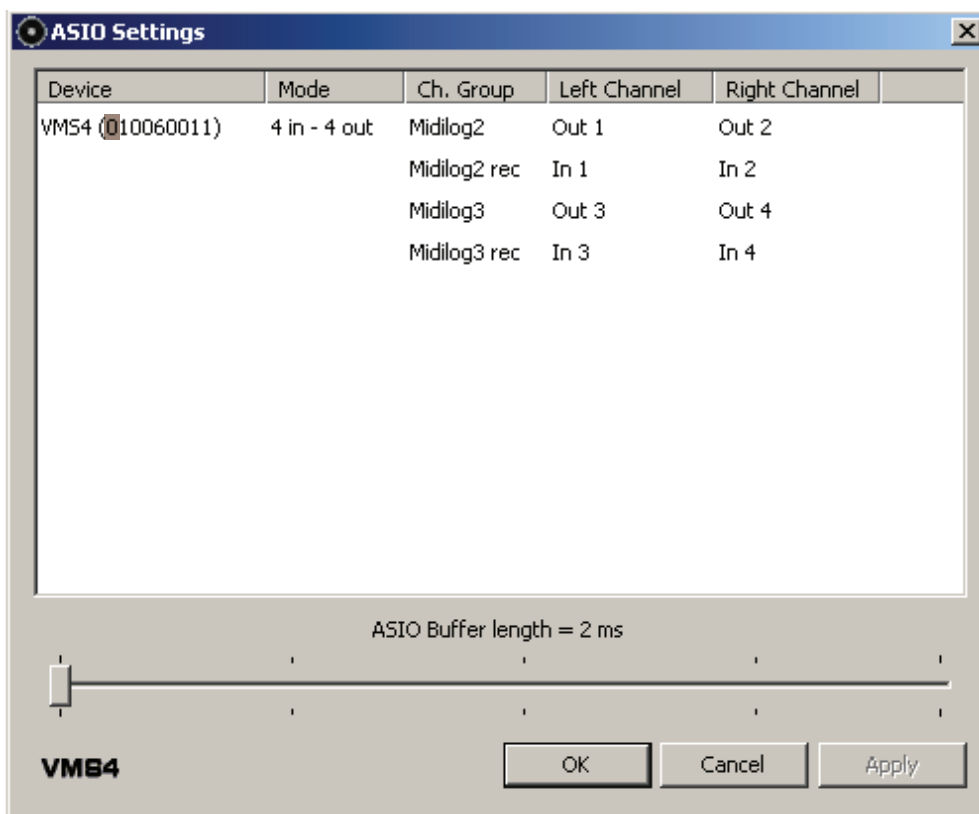 ASIO Settings
Device Mode Ch. Group Left Channel Right Channel
VMS4 (010060011) 4 in - 4 out Midilog2 Out 1 Out 2
Midilog2 rec In 1 In 2
Midilog3 Out 3 Out 4
Midilog3 rec In 3 In 4
ASIO Buffer length = 2 ms
VMS4 OK Cancel Apply